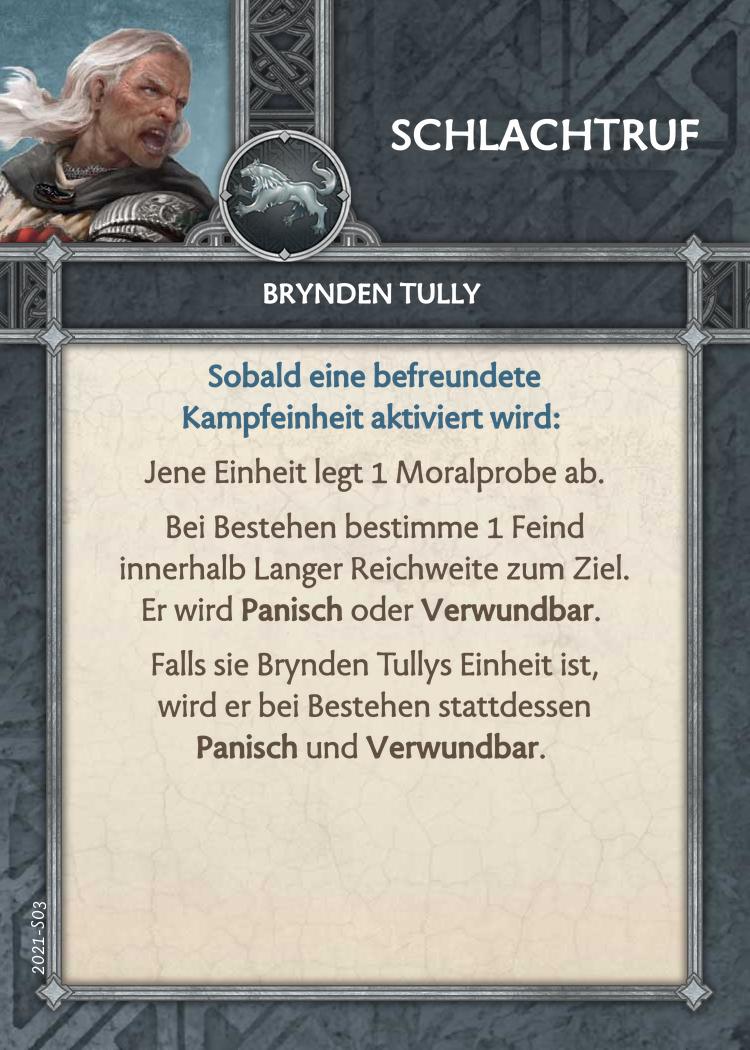 SCHLACHTRUF
BRYNDEN TULLY
Sobald eine befreundete
Kampfeinheit aktiviert wird:
Jene Einheit legt 1 Moralprobe ab.
Bei Bestehen bestimme 1 Feind
innerhalb Langer Reichweite zum Ziel.
Er wird Panisch oder Verwundbar.
Falls sie Brynden Tullys Einheit ist,
wird er bei Bestehen stattdessen
Panisch und Verwundbar.
2021-S03